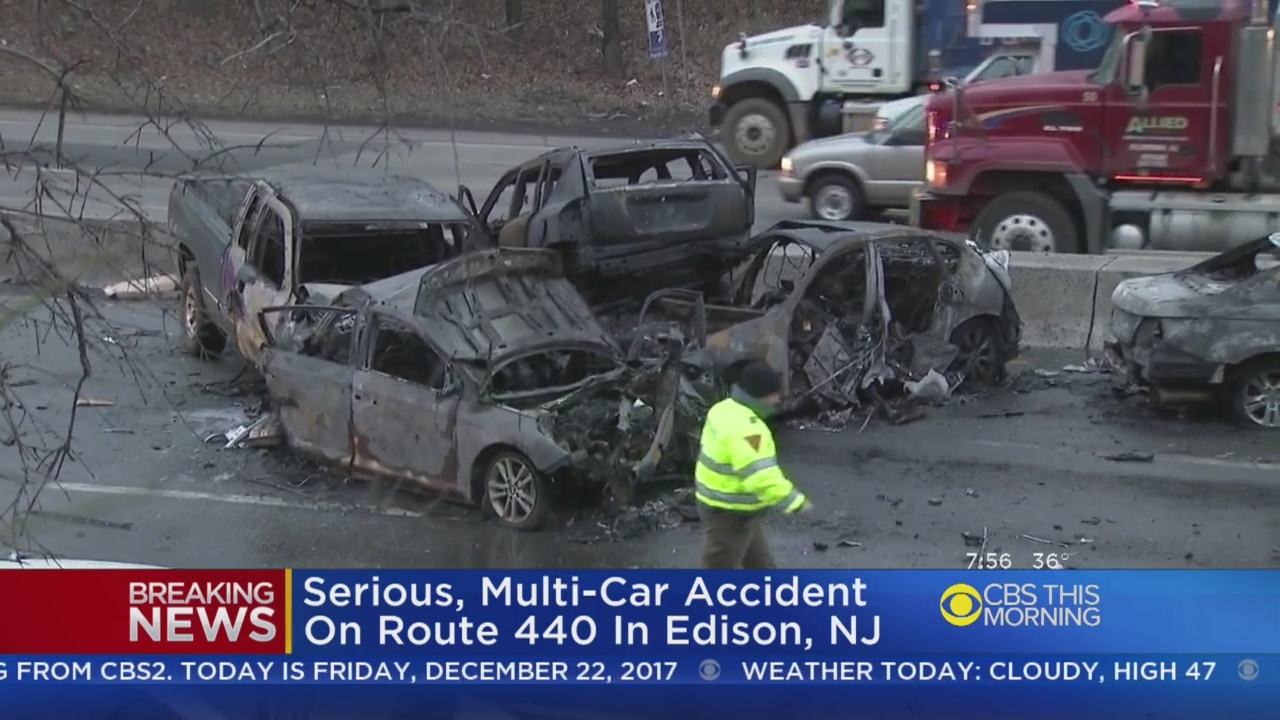 ALLIED
7:56 36°
BREAKING NEWS
Serious, Multi-Car Accident
On Route 440 In Edison, NJ
CBS THIS MORNING
G FROM CBS2. TODAY IS FRIDAY, DECEMBER 22, 2017 WEATHER TODAY: CLOUDY, HIGH 47